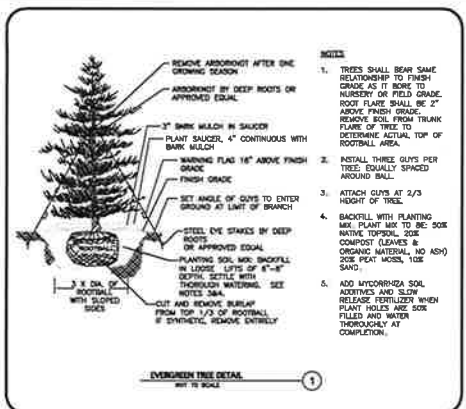 REMOVE ARBORKNOT AFTER ONE
GROWING SEASON
ARBORKNOT BY DEEP ROOTS OR
APPROVED EQUAL
3" BARK MULCH IN SAUCER
PLANT SAUCER, 4" CONTINUOUS WITH
BARK MULCH
WARNING FLAG 18" ABOVE FINISH
GRADE
FINISH GRADE
SET ANGLE OF GUYS TO ENTER
GROUND AT LIMIT OF BRANCH
STEEL EYE STAKES BY DEEP
ROOTS
OR APPROVED EQUAL
PLANTING SOIL MIX: BACKFILL
IN LOOSE LIFTS OF 6"-8"
DEPTH. SETTLE WITH
THOROUGH WATERING. SEE
NOTES 3&4.
ROOTBALL
3 X DIA. OF
ROOTBALL
WITH SLOPED
SIDES
CUT AND REMOVE BURLAP
FROM TOP 1/3 OF ROOTBALL
IF SYNTHETIC, REMOVE ENTIRELY
EVERGREEN TREE DETAIL
NOT TO SCALE
1
NOTES
1. TREES SHALL BEAR SAME
RELATIONSHIP TO FINISH
GRADE AS IT BORE TO
NURSERY OR FIELD GRADE.
ROOT FLARE SHALL BE 2"
ABOVE FINISH GRADE.
REMOVE SOIL FROM TRUNK
FLARE OF TREE TO
DETERMINE ACTUAL TOP OF
ROOTBALL AREA.
2. INSTALL THREE GUYS PER
TREE: EQUALLY SPACED
AROUND BALL.
3. ATTACH GUYS AT 2/3
HEIGHT OF TREE.
4. BACKFILL WITH PLANTING
MIX: PLANT MIX TO BE: 50%
NATIVE TOPSOIL, 20%
COMPOST (LEAVES &
ORGANIC MATERIAL, NO ASH)
20% PEAT MOSS, 10%
SAND.
5. ADD MYCORRHIZA SOIL
ADDITIVES AND SLOW
RELEASE FERTILIZER WHEN
PLANT HOLES ARE 50%
FILLED AND WATER
THOROUGHLY AT
COMPLETION.